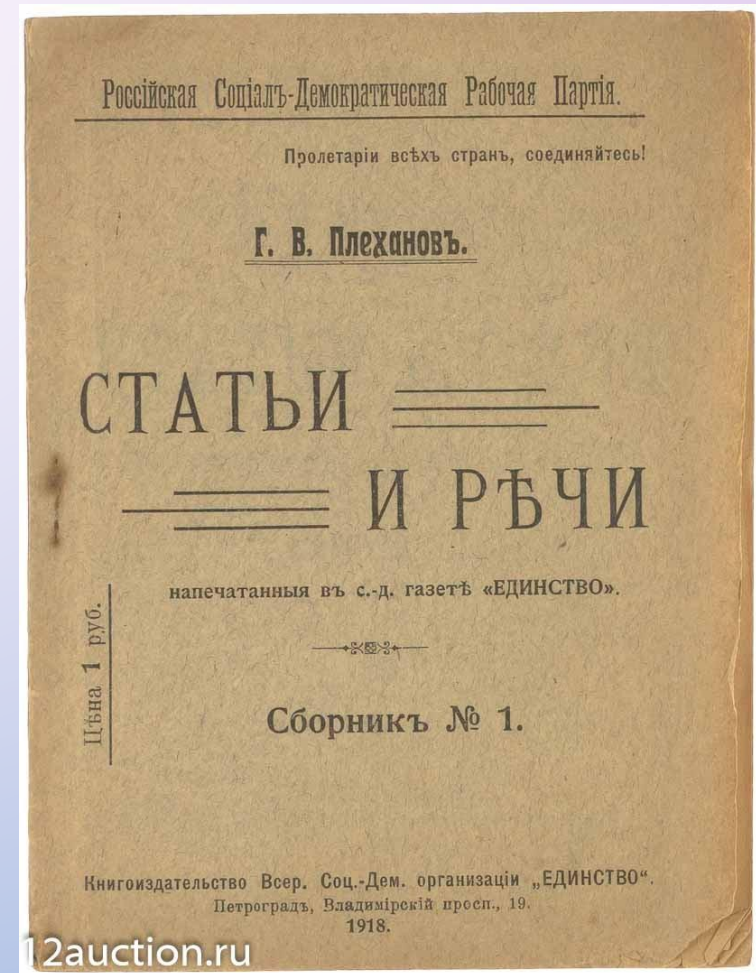 Россійская Соціалъ-Демократическая Рабочая Партія.
Пролетаріи всѣхъ странъ, соединяйтесь!
Г. В. Плехановъ.
СТАТЬИ
И РѢЧИ
напечатанныя въ с.-д. газетѣ «ЕДИНСТВО».
Цѣна 1 руб.
Сборникъ № 1.
Книгоиздательство Всер. Соц.-Дем. организаціи „ЕДИНСТВО“.
Петроградъ, Владимірскій просп., 19.
1918.
12auction.ru